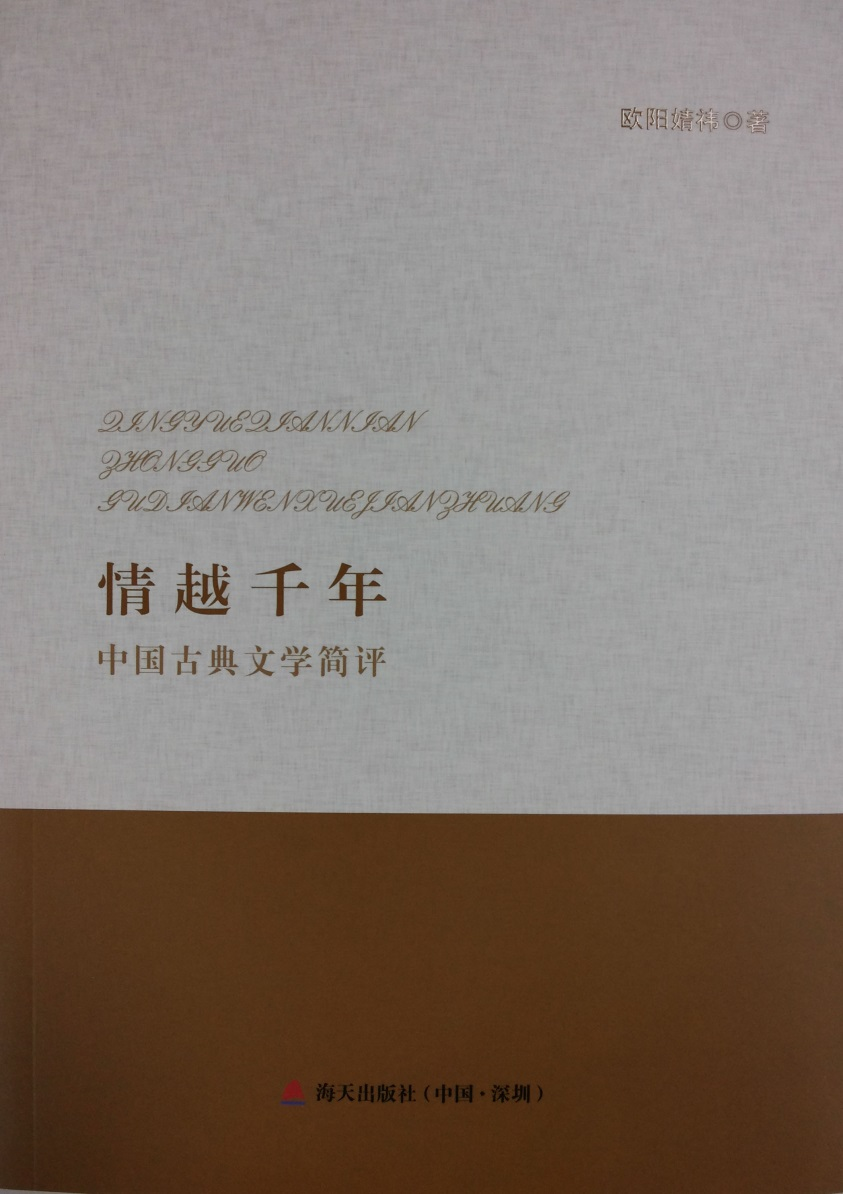 欧阳婧祎◎著
QINGYUEQIANNIAN
ZHONGGUO
GUDIANWENXUEJIANZHUANG
情越千年
中国古典文学简评
海天出版社（中国·深圳）